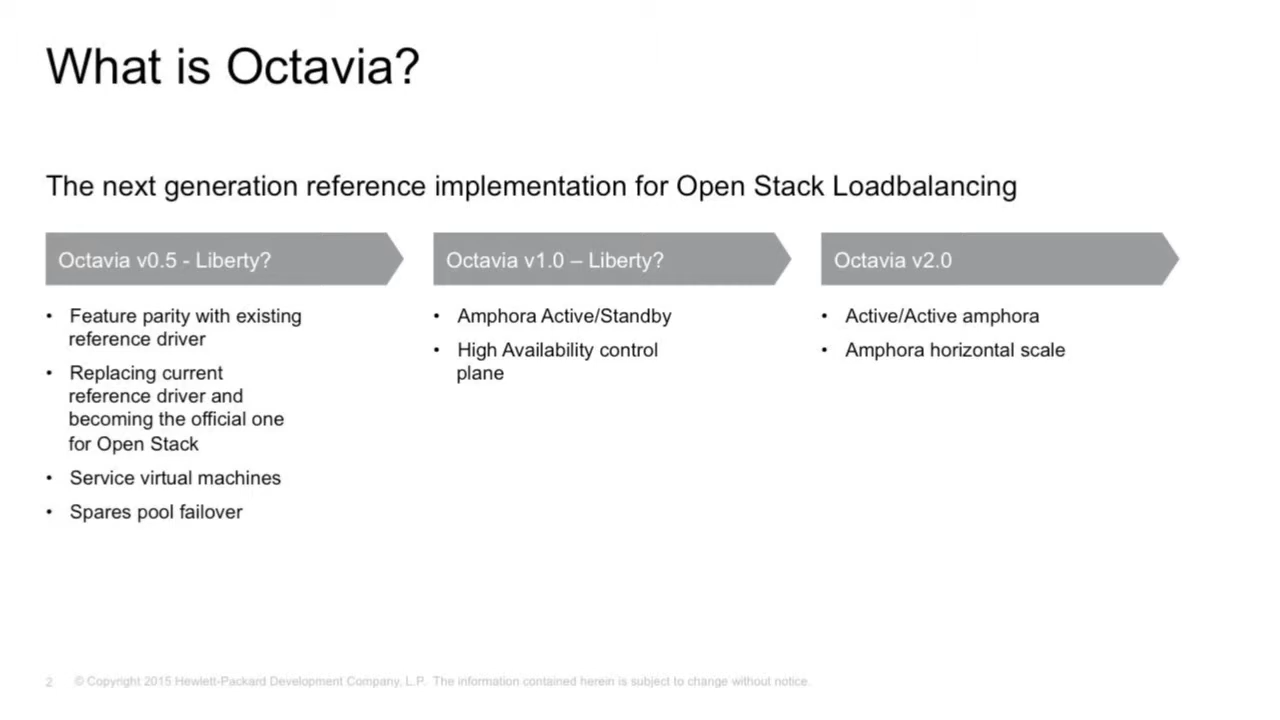 What is Octavia?
The next generation reference implementation for Open Stack Loadbalancing
Octavia v0.5 - Liberty?
• Feature parity with existing
reference driver
• Replacing current
reference driver and
becoming the official one
for Open Stack
• Service virtual machines
• Spares pool failover
Octavia v1.0 – Liberty?
• Amphora Active/Standby
• High Availability control
plane
Octavia v2.0
• Active/Active amphora
• Amphora horizontal scale
2 © Copyright 2015 Hewlett-Packard Development Company, L.P. The information contained herein is subject to change without notice.